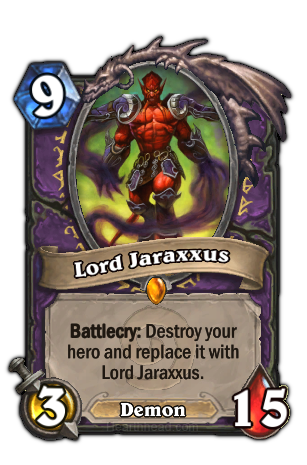 9
Lord Jaraxxus
Battlecry: Destroy your
hero and replace it with
Lord Jaraxxus.
3
Demon
15